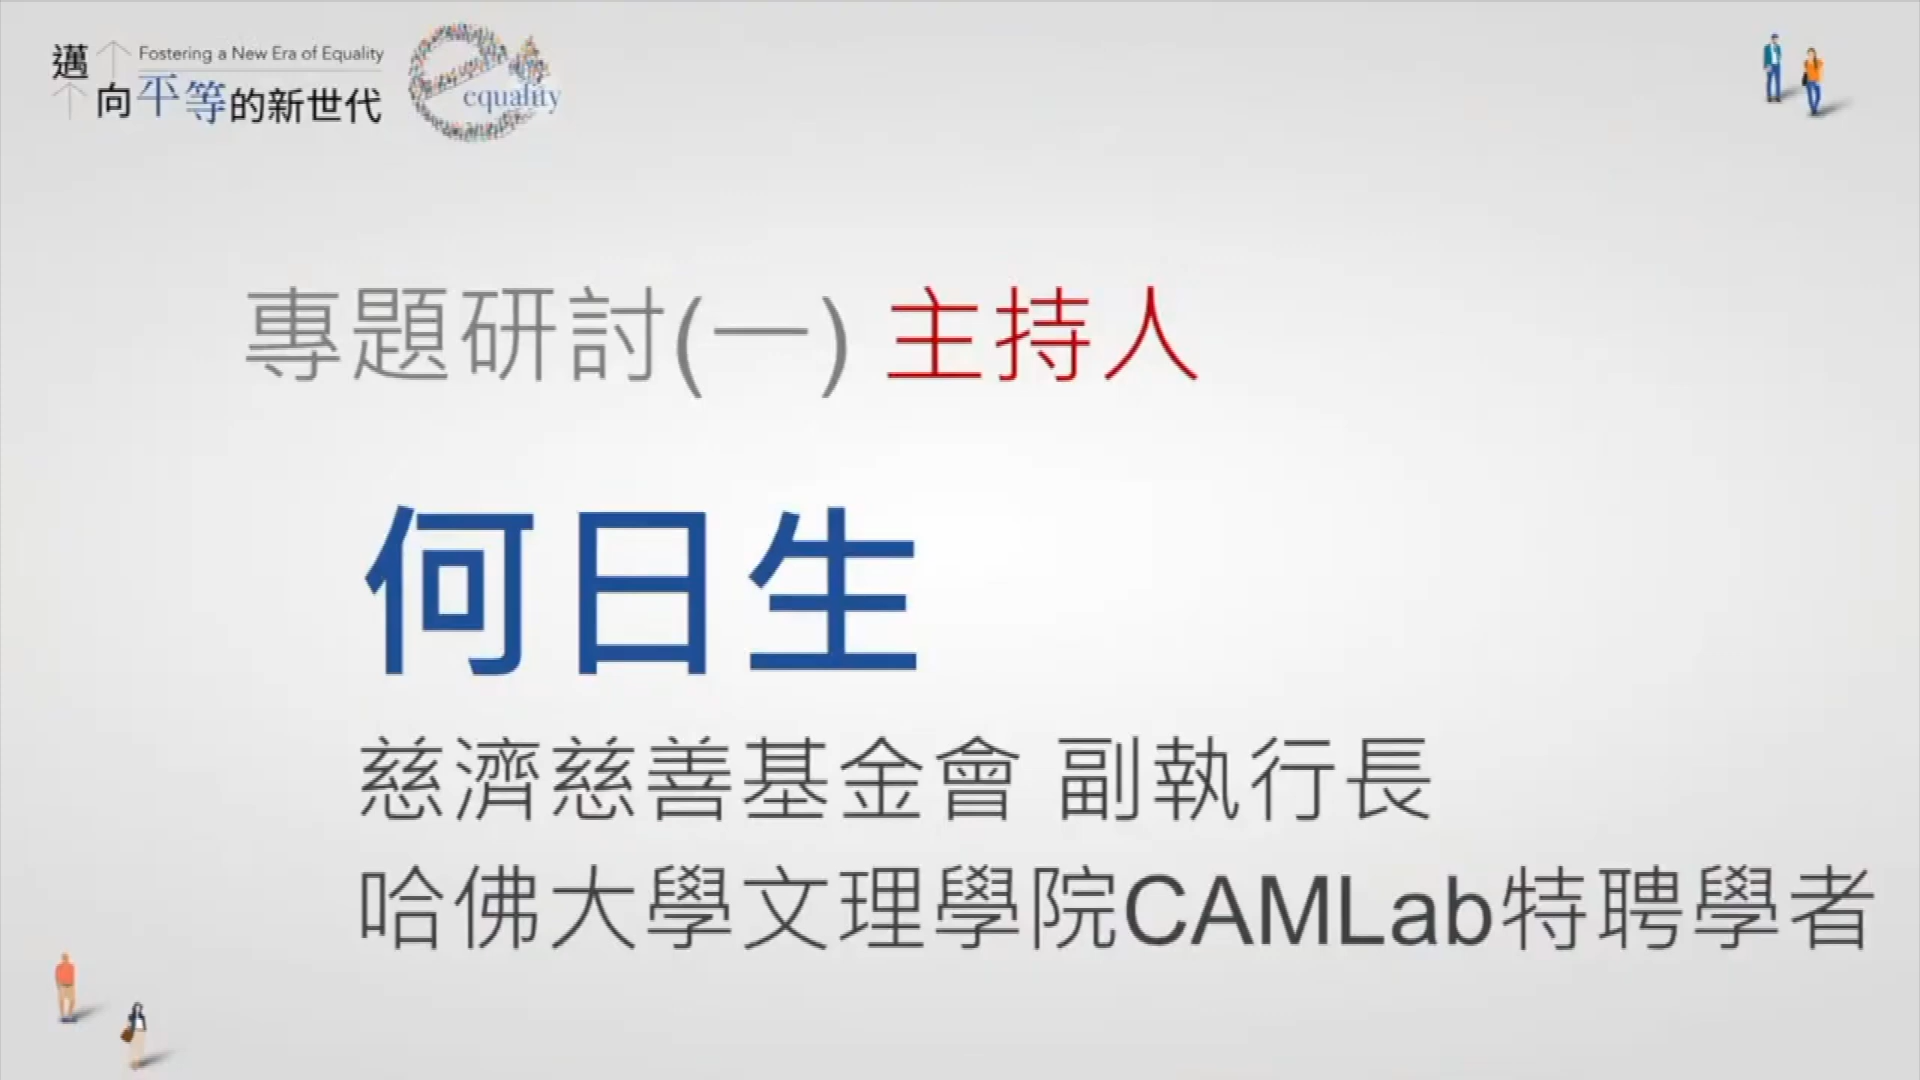 Fostering a New Era of Equality
邁向平等的新世代
equality
專題研討(一) 主持人
何日生
慈濟慈善基金會 副執行長
哈佛大學文理學院CAMLab特聘學者